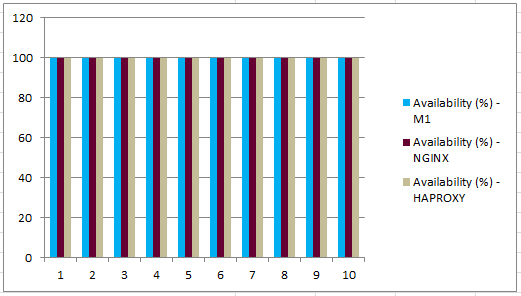 120
100
80
60
40
20
0
1 2 3 4 5 6 7 8 9 10
Availability (%) -
M1
Availability (%) -
NGINX
Availability (%) -
HAPROXY